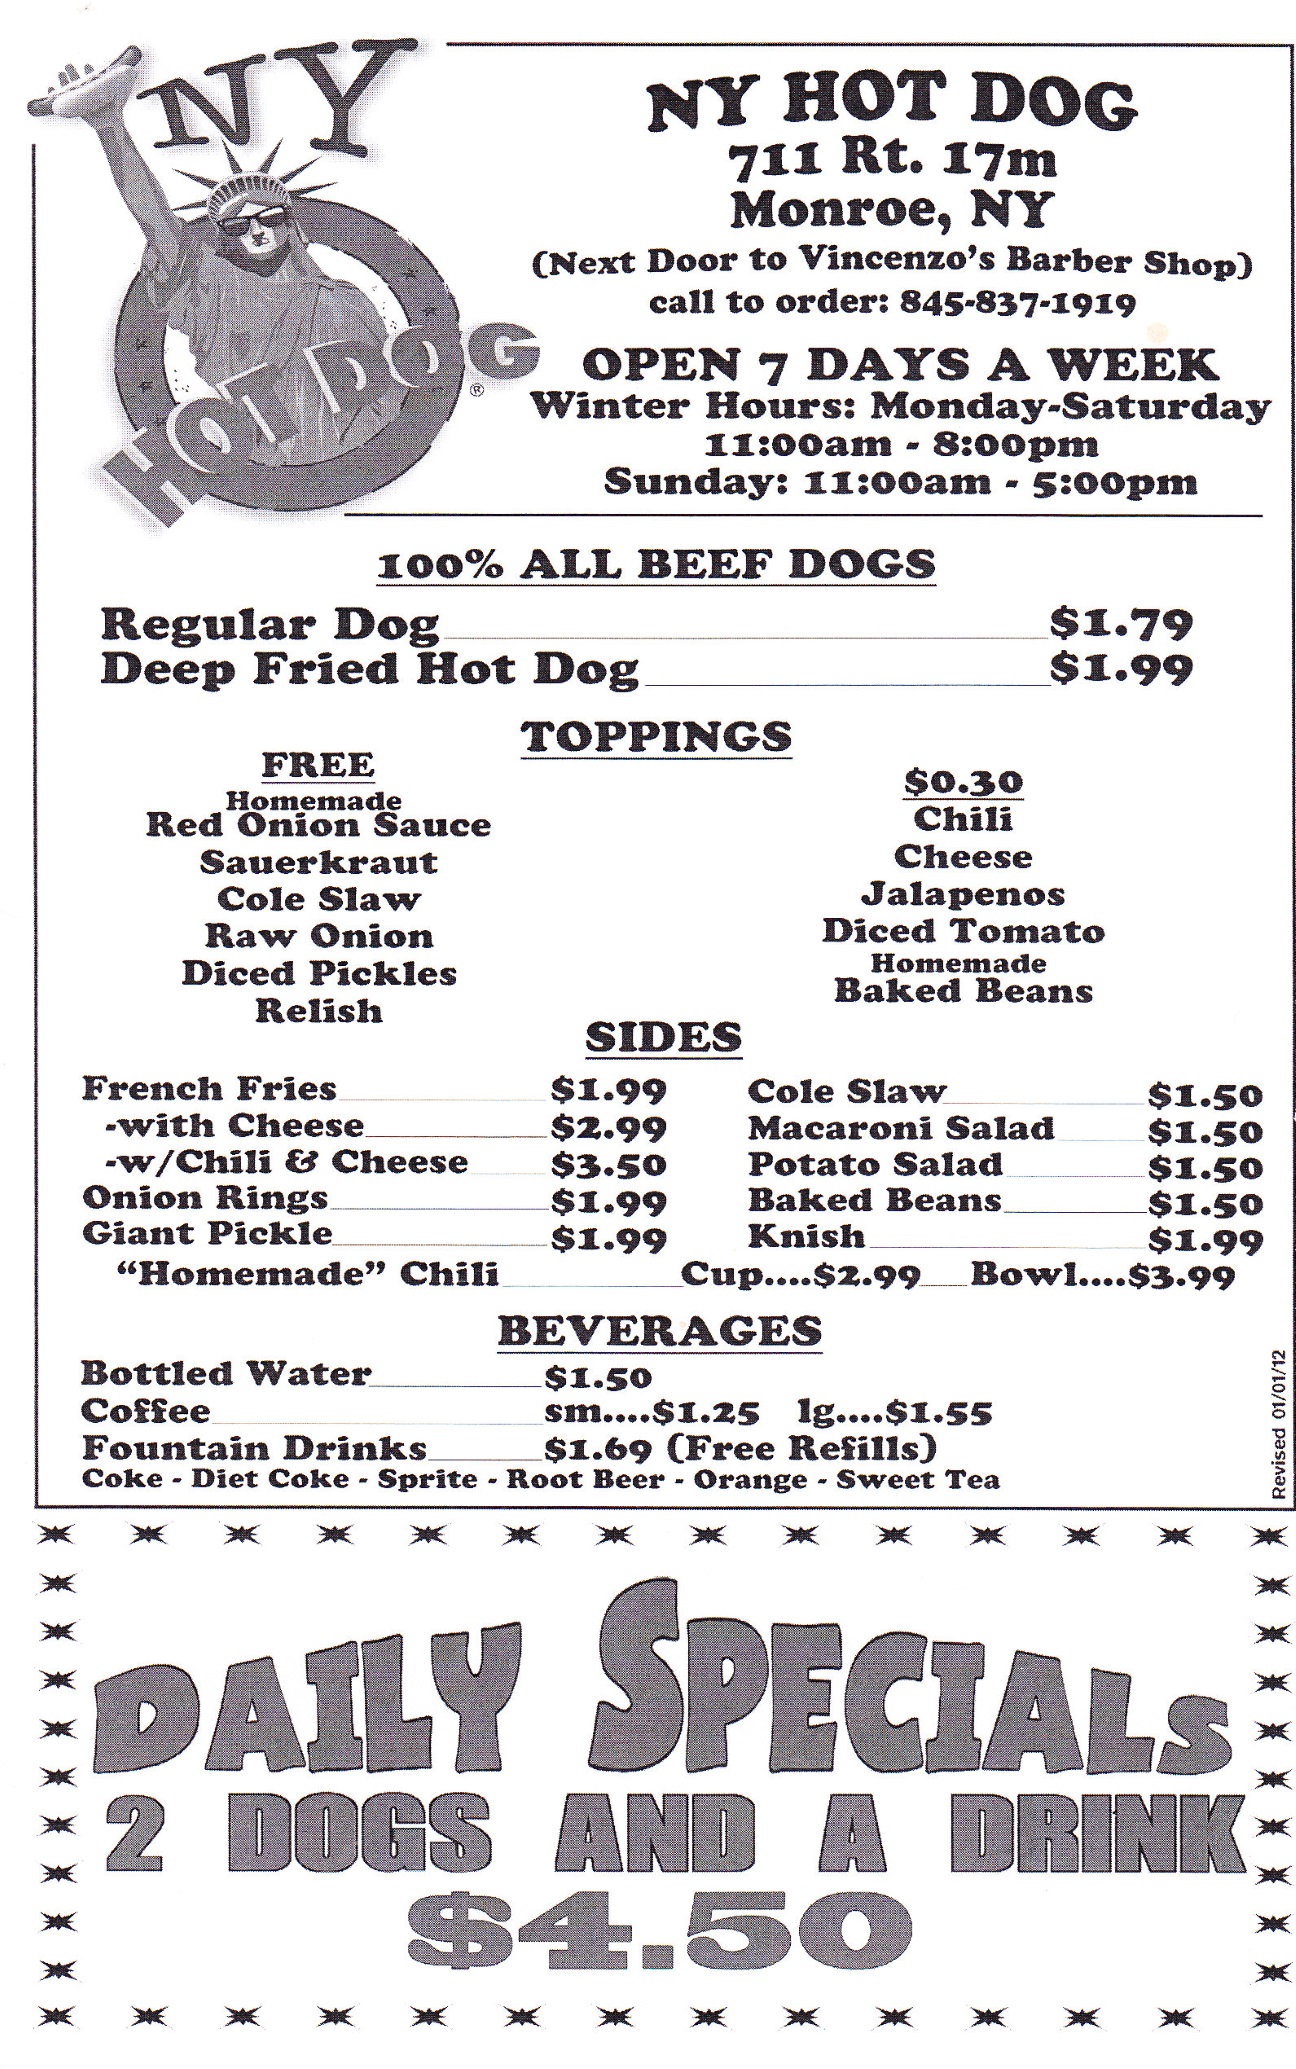 NY
HOT DOG
®
NY HOT DOG
711 Rt. 17m
Monroe, NY
(Next Door to Vincenzo's Barber Shop)
call to order: 845-837-1919
OPEN 7 DAYS A WEEK
Winter Hours: Monday-Saturday
11:00am - 8:00pm
Sunday: 11:00am - 5:00pm
100% ALL BEEF DOGS
Regular Dog $1.79
Deep Fried Hot Dog $1.99
TOPPINGS
FREE
Homemade
Red Onion Sauce
Sauerkraut
Cole Slaw
Raw Onion
Diced Pickles
Relish
$0.30
Chili
Cheese
Jalapenos
Diced Tomato
Homemade
Baked Beans
SIDES
French Fries $1.99
-with Cheese $2.99
-w/Chili & Cheese $3.50
Onion Rings $1.99
Giant Pickle $1.99
Cole Slaw $1.50
Macaroni Salad $1.50
Potato Salad $1.50
Baked Beans $1.50
Knish $1.99
“Homemade” Chili Cup....$2.99 Bowl....$3.99
BEVERAGES
Bottled Water $1.50
Coffee sm....$1.25 lg....$1.55
Fountain Drinks $1.69 (Free Refills)
Coke - Diet Coke - Sprite - Root Beer - Orange - Sweet Tea
Revised 01/01/12
DAILY SPECIALS
2 DOGS AND A DRINK
$4.50